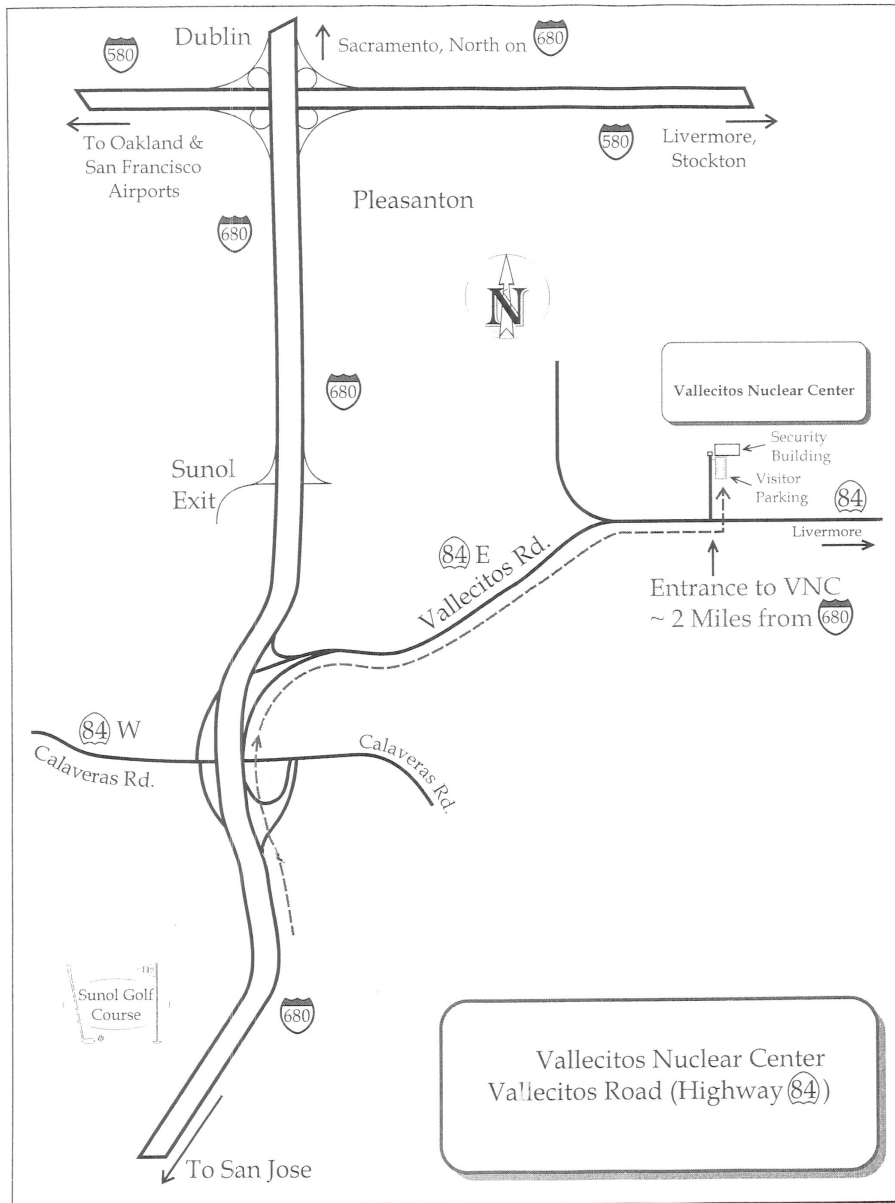 Dublin
580
Sacramento, North on 680
To Oakland &
San Francisco
Airports
580
Livermore,
Stockton
680
Pleasanton
N
680
Vallecitos Nuclear Center
Security
Building
Visitor
Parking
Sunol
Exit
84
Livermore
84 E
Vallecitos Rd.
Entrance to VNC
~ 2 Miles from 680
84 W
Calaveras Rd.
Calaveras Rd.
Sunol Golf
Course
680
Vallecitos Nuclear Center
Vallecitos Road (Highway 84)
To San Jose